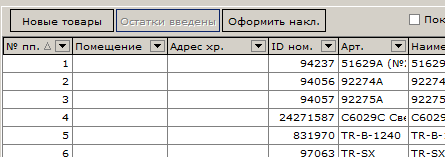 Новые товары Остатки введены Оформить накл. Пок
№ пп. Помещение Адрес хр. ID ном. Арт. Наиме
1 94237 51629A (№ 51629
2 94056 92274A 92274
3 94057 92275A 92275
4 24271587 C6029C Све C6029
5 831970 TR-B-1240 TR-B-
6 97063 TR-SX TR-SX